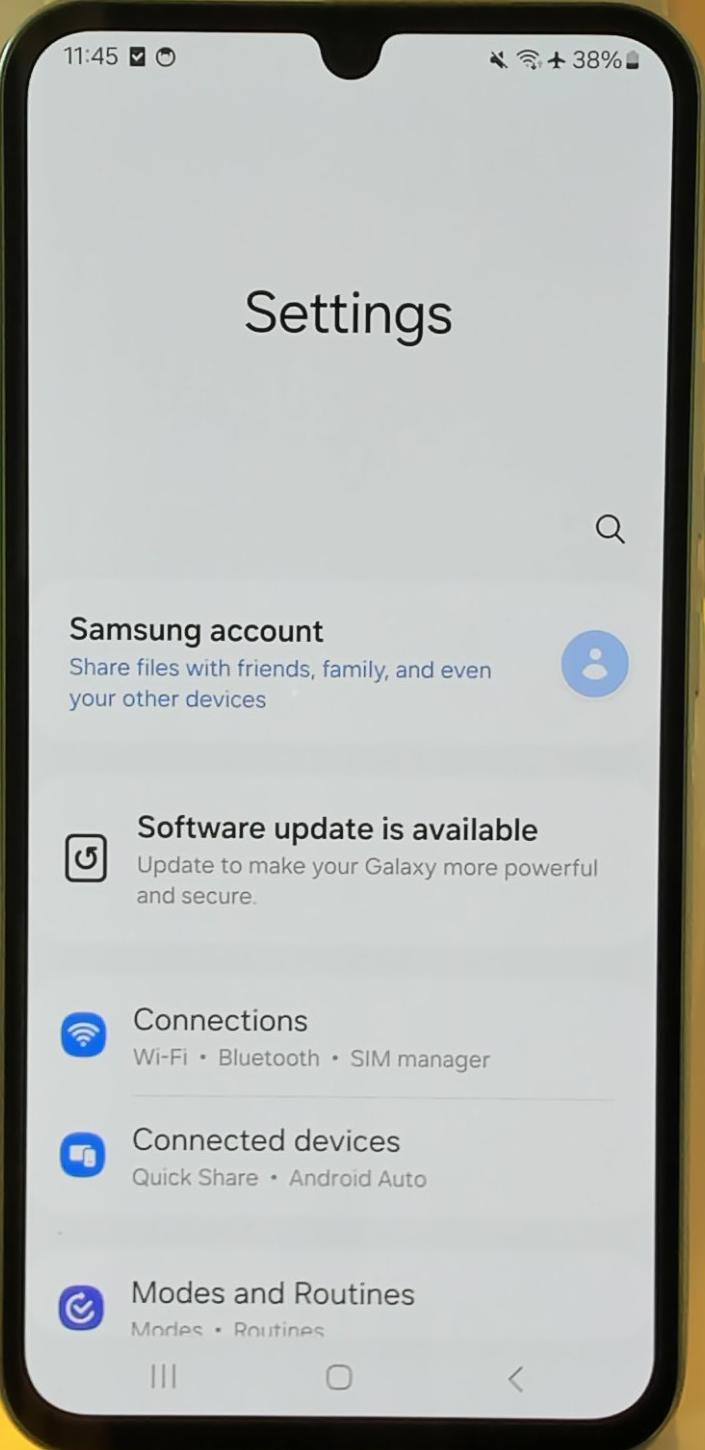 11:45 38%
Settings
Samsung account
Share files with friends, family, and even
your other devices
Software update is available
Update to make your Galaxy more powerful
and secure.
Connections
Wi-Fi • Bluetooth • SIM manager
Connected devices
Quick Share • Android Auto
Modes and Routines
Modes • Routines